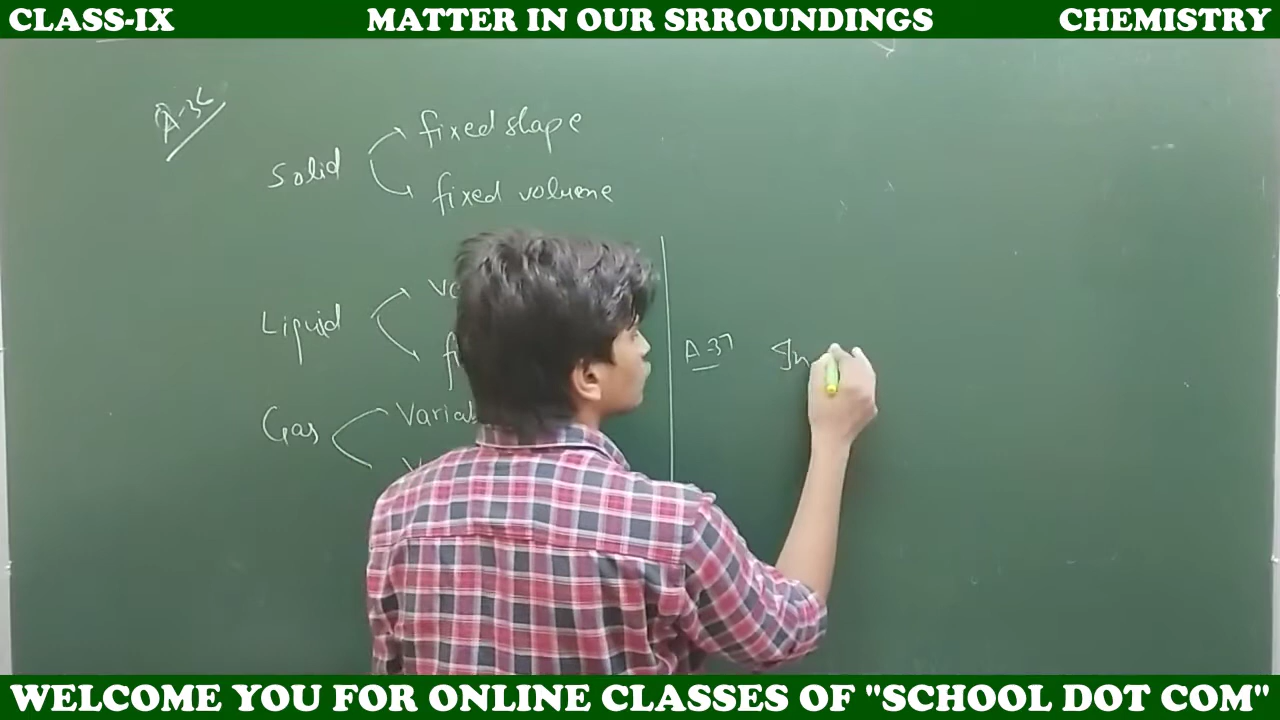 CLASS-IX MATTER IN OUR SRROUNDINGS CHEMISTRY
A-36
Solid
fixed shape
fixed volume
Liquid
Gas
A-37 In
WELCOME YOU FOR ONLINE CLASSES OF "SCHOOL DOT COM"